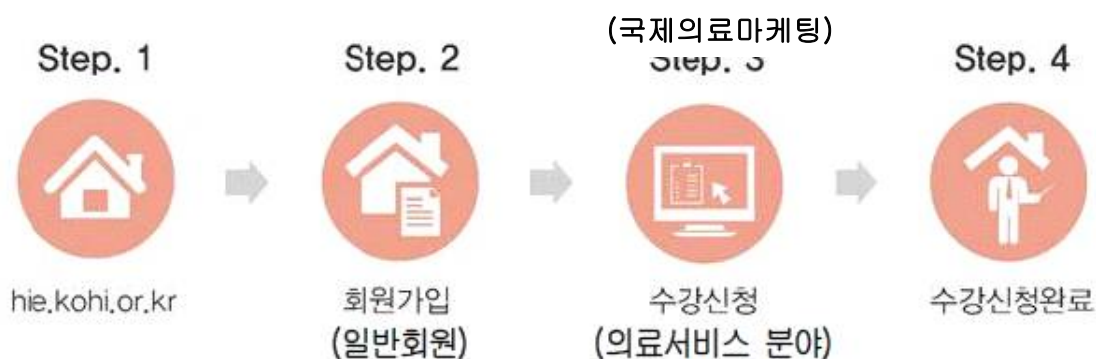 (국제의료마케팅)
Step. 1
Step. 2
Step. 3
Step. 4
hie.kohi.or.kr
회원가입
(일반회원)
수강신청
(의료서비스 분야)
수강신청완료